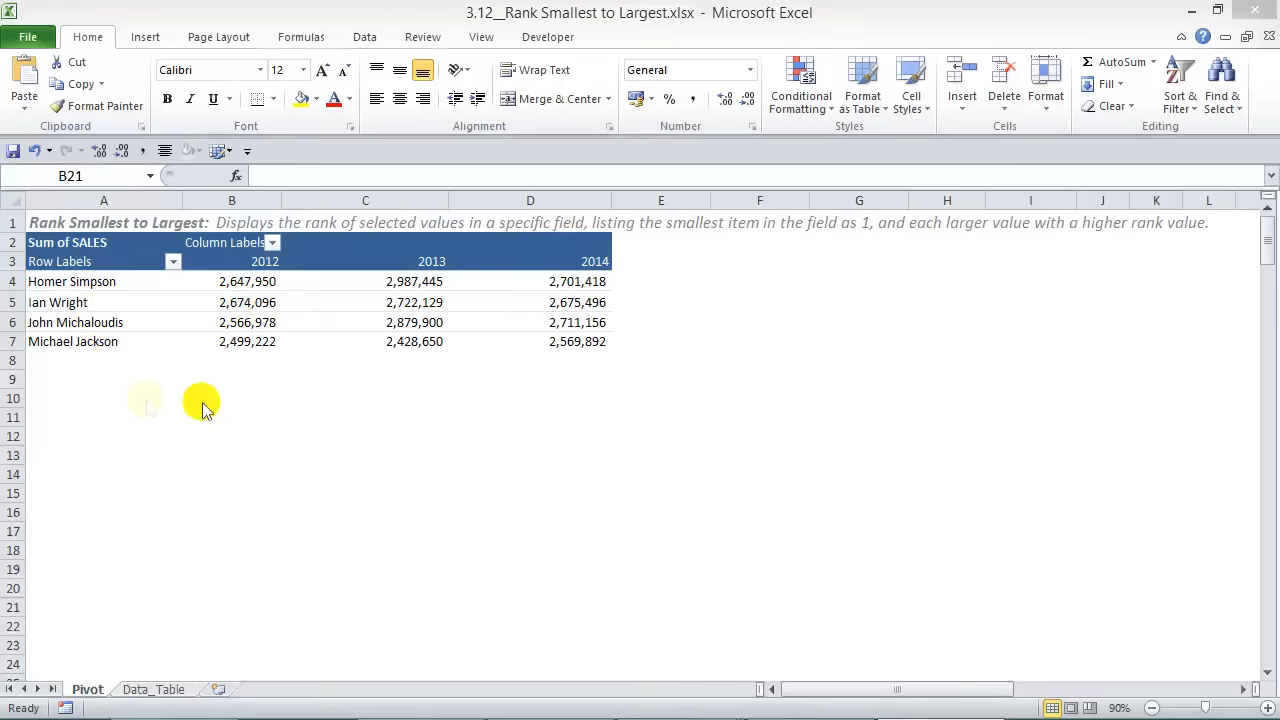 3.12__Rank Smallest to Largest.xlsx - Microsoft Excel
File Home Insert Page Layout Formulas Data Review View Developer
Paste Cut Copy Format Painter Clipboard
Calibri 12 B I U A Font
Wrap Text Merge & Center Alignment
General % , Number
Conditional Formatting Format as Table Cell Styles Styles
Insert Delete Format Cells
Σ AutoSum Fill Clear Sort & Filter Find & Select Editing
B21 fx
A B C D E F G H I J K L
1 Rank Smallest to Largest: Displays the rank of selected values in a specific field, listing the smallest item in the field as 1, and each larger value with a higher rank value.
2 Sum of SALES Column Labels
3 Row Labels 2012 2013 2014
4 Homer Simpson 2,647,950 2,987,445 2,701,418
5 Ian Wright 2,674,096 2,722,129 2,675,496
6 John Michaloudis 2,566,978 2,879,900 2,711,156
7 Michael Jackson 2,499,222 2,428,650 2,569,892
8
9
10
11
12
13
14
15
16
17
18
19
20
21
22
23
24
Pivot Data_Table
Ready 90%